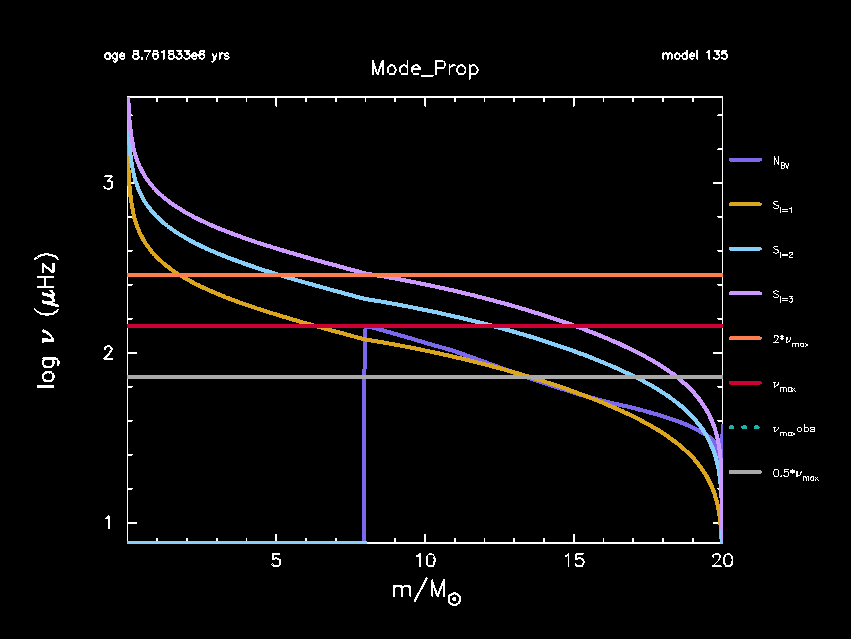 age 8.761833e6 yrs
model 135
Mode_Prop
log ν (μHz)
3
2
1
5
10
15
20
m/M⊙
N_BV
S_l=1
S_l=2
S_l=3
2*ν_max
ν_max
ν_max obs
0.5*ν_max